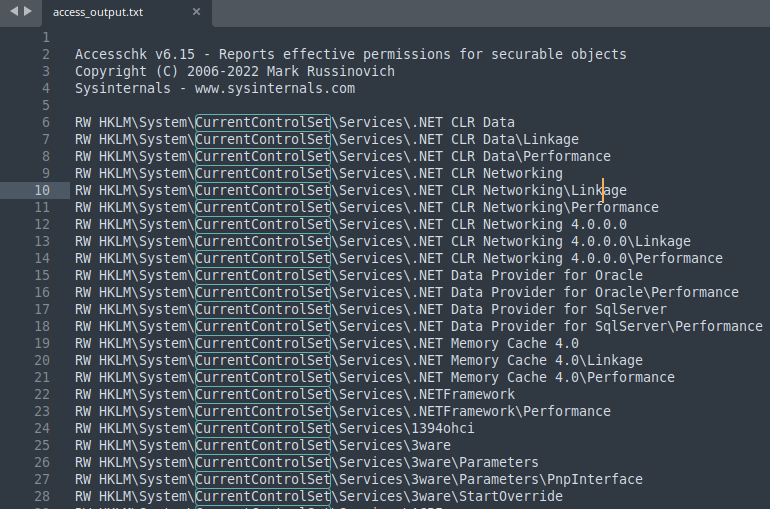 access_output.txt
1
2 Accesschk v6.15 - Reports effective permissions for securable objects
3 Copyright (C) 2006-2022 Mark Russinovich
4 Sysinternals - www.sysinternals.com
5
6 RW HKLM\System\CurrentControlSet\Services\.NET CLR Data
7 RW HKLM\System\CurrentControlSet\Services\.NET CLR Data\Linkage
8 RW HKLM\System\CurrentControlSet\Services\.NET CLR Data\Performance
9 RW HKLM\System\CurrentControlSet\Services\.NET CLR Networking
10 RW HKLM\System\CurrentControlSet\Services\.NET CLR Networking\Linkage
11 RW HKLM\System\CurrentControlSet\Services\.NET CLR Networking\Performance
12 RW HKLM\System\CurrentControlSet\Services\.NET CLR Networking 4.0.0.0
13 RW HKLM\System\CurrentControlSet\Services\.NET CLR Networking 4.0.0.0\Linkage
14 RW HKLM\System\CurrentControlSet\Services\.NET CLR Networking 4.0.0.0\Performance
15 RW HKLM\System\CurrentControlSet\Services\.NET Data Provider for Oracle
16 RW HKLM\System\CurrentControlSet\Services\.NET Data Provider for Oracle\Performance
17 RW HKLM\System\CurrentControlSet\Services\.NET Data Provider for SqlServer
18 RW HKLM\System\CurrentControlSet\Services\.NET Data Provider for SqlServer\Performance
19 RW HKLM\System\CurrentControlSet\Services\.NET Memory Cache 4.0
20 RW HKLM\System\CurrentControlSet\Services\.NET Memory Cache 4.0\Linkage
21 RW HKLM\System\CurrentControlSet\Services\.NET Memory Cache 4.0\Performance
22 RW HKLM\System\CurrentControlSet\Services\.NETFramework
23 RW HKLM\System\CurrentControlSet\Services\.NETFramework\Performance
24 RW HKLM\System\CurrentControlSet\Services\1394ohci
25 RW HKLM\System\CurrentControlSet\Services\3ware
26 RW HKLM\System\CurrentControlSet\Services\3ware\Parameters
27 RW HKLM\System\CurrentControlSet\Services\3ware\Parameters\PnpInterface
28 RW HKLM\System\CurrentControlSet\Services\3ware\StartOverride